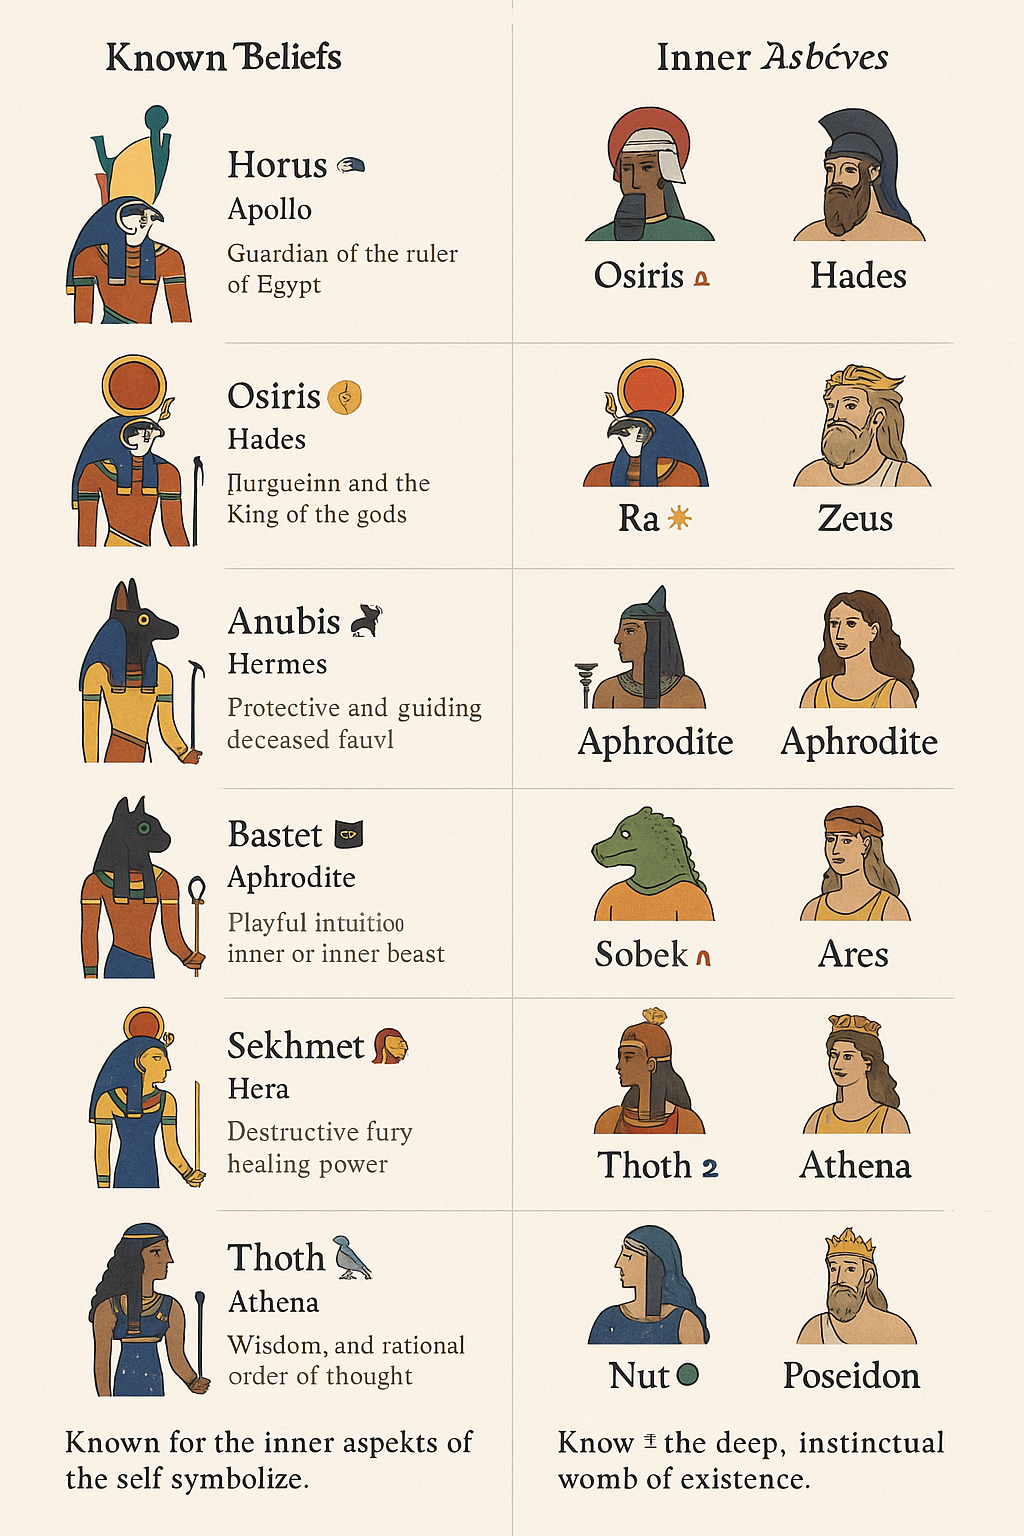 Known Beliefs
Horus
Apollo
Guardian of the ruler
of Egypt
Osiris
Hades
and the
King of the gods
Anubis
Hermes
Protective and guiding
deceased fauvl
Bastet
Aphrodite
Playful intuitioo
inner or inner beast
Sekhmet
Hera
Destructive fury
healing power
Thoth
Athena
Wisdom, and rational
order of thought
Known for the inner aspekts of
the self symbolize.
Inner
Osiris Hades
Ra Zeus
Aphrodite Aphrodite
Sobek Ares
Thoth 2 Athena
Nut Poseidon
Know the deep, instinctual
womb of existence.